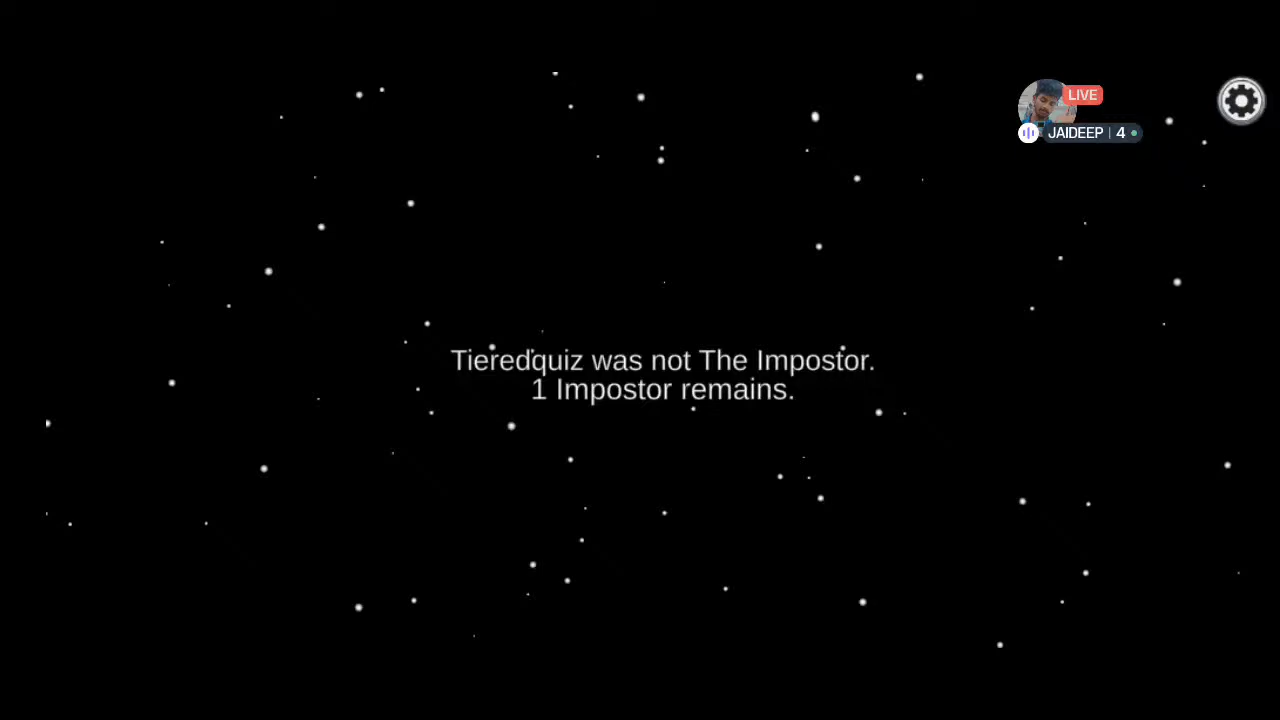 LIVE
JAIDEEP | 4
Tieredquiz was not The Impostor.
1 Impostor remains.